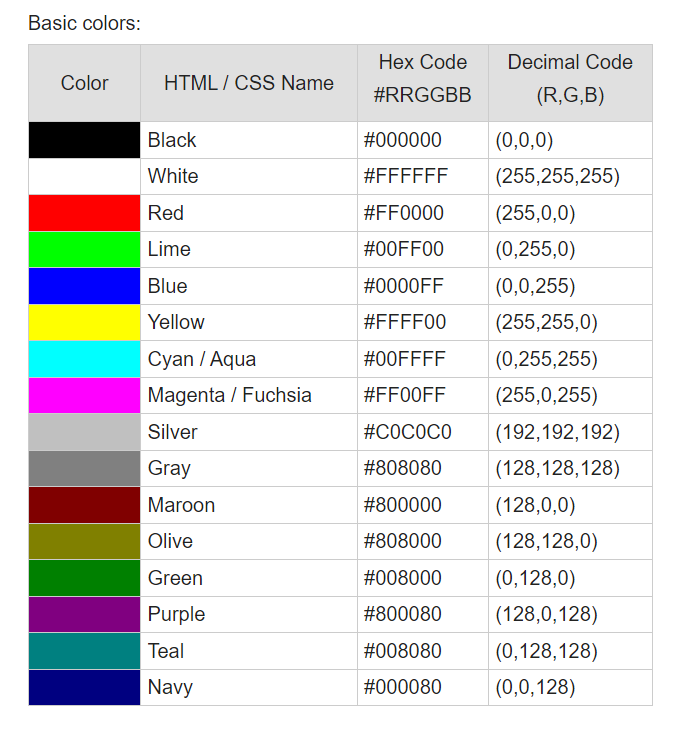 Basic colors:
Color HTML / CSS Name Hex Code #RRGGBB Decimal Code (R,G,B)
Black #000000 (0,0,0)
White #FFFFFF (255,255,255)
Red #FF0000 (255,0,0)
Lime #00FF00 (0,255,0)
Blue #0000FF (0,0,255)
Yellow #FFFF00 (255,255,0)
Cyan / Aqua #00FFFF (0,255,255)
Magenta / Fuchsia #FF00FF (255,0,255)
Silver #C0C0C0 (192,192,192)
Gray #808080 (128,128,128)
Maroon #800000 (128,0,0)
Olive #808000 (128,128,0)
Green #008000 (0,128,0)
Purple #800080 (128,0,128)
Teal #008080 (0,128,128)
Navy #000080 (0,0,128)